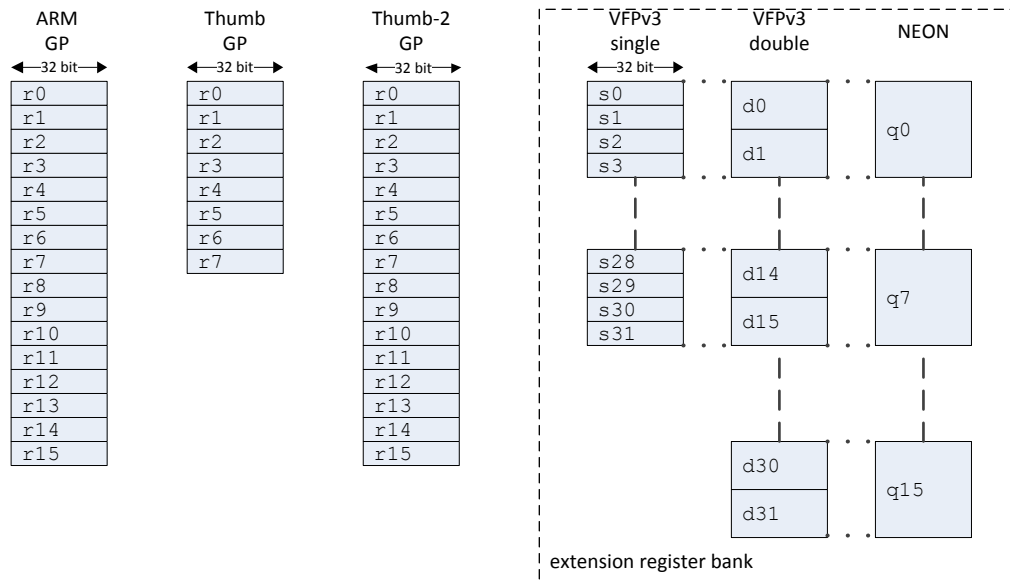 ARM
GP
32 bit
r0
r1
r2
r3
r4
r5
r6
r7
r8
r9
r10
r11
r12
r13
r14
r15
Thumb
GP
32 bit
r0
r1
r2
r3
r4
r5
r6
r7
Thumb-2
GP
32 bit
r0
r1
r2
r3
r4
r5
r6
r7
r8
r9
r10
r11
r12
r13
r14
r15
VFPv3
single
32 bit
s0
s1
s2
s3
s28
s29
s30
s31
VFPv3
double
d0
d1
d14
d15
d30
d31
NEON
q0
q7
q15
extension register bank